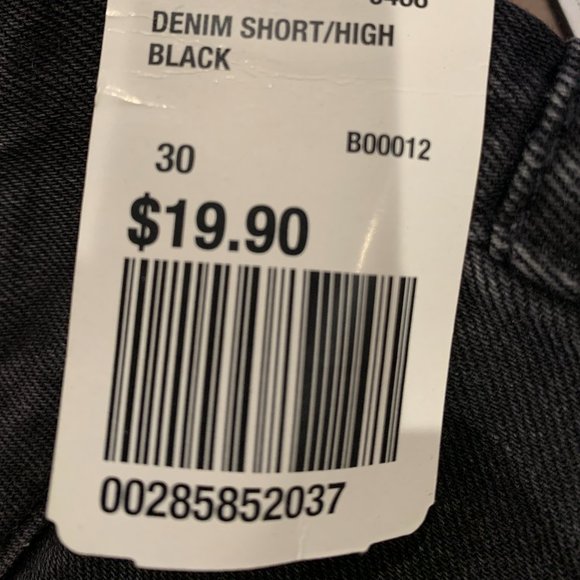 DENIM SHORT/HIGH
BLACK
30
B00012
$19.90
00285852037